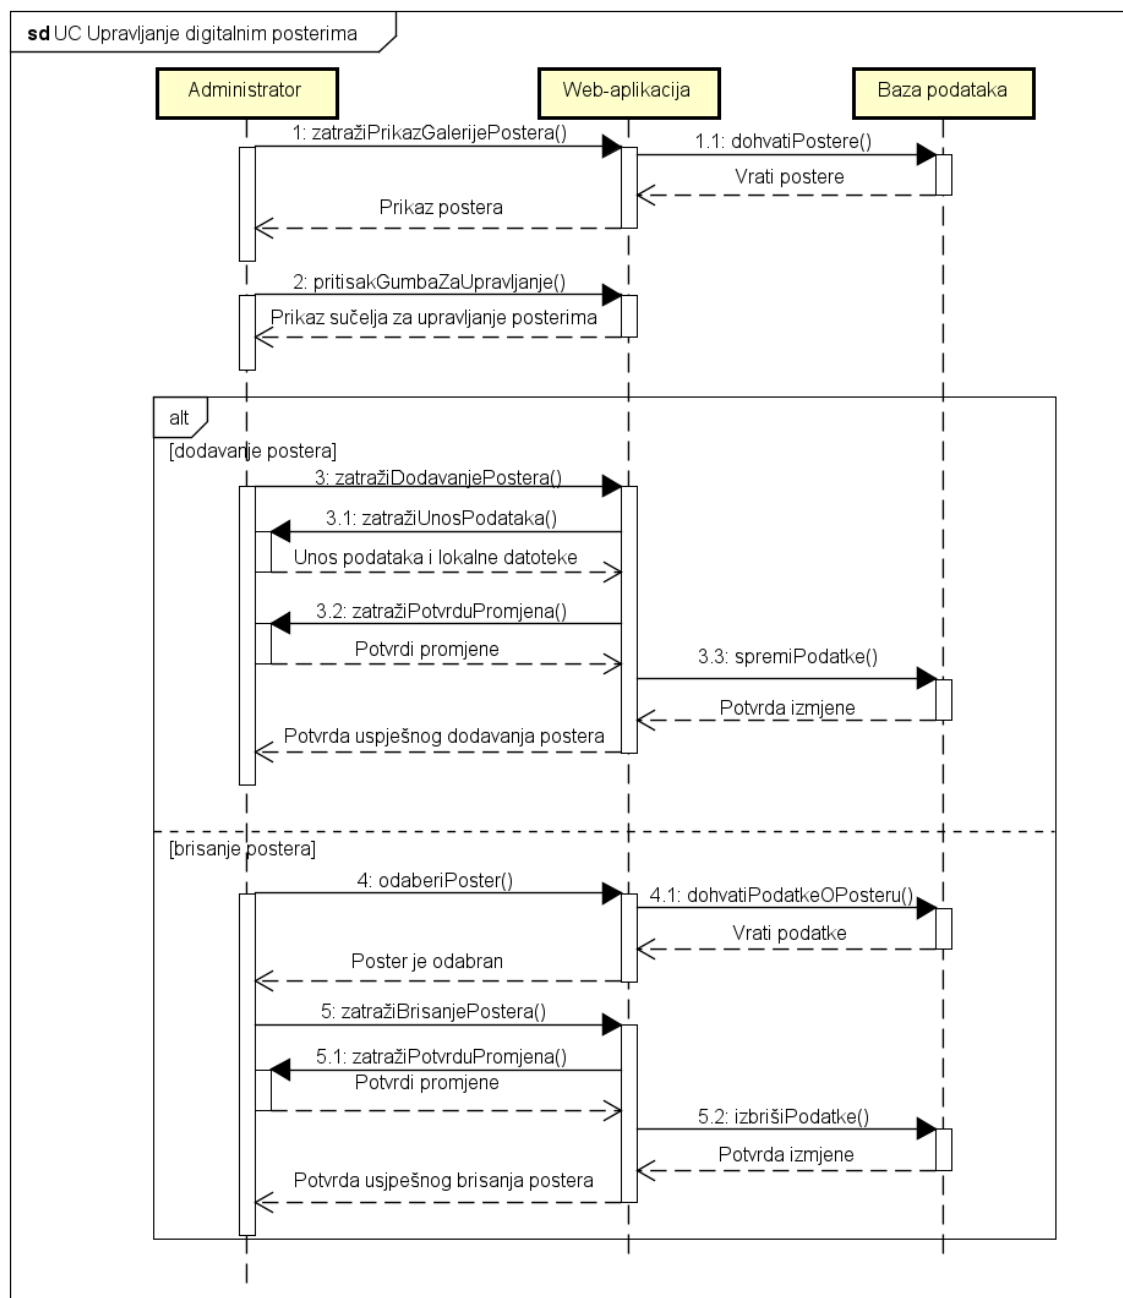 sd UC Upravljanje digitalnim posterima
Administrator
Web-aplikacija
Baza podataka
1: zatražiPrikazGalerijePostera()
1.1: dohvatiPostere()
Vrati postere
Prikaz postera
2: pritisakGumbaZaUpravljanje()
Prikaz sučelja za upravljanje posterima
alt
[dodavanje postera]
3: zatražiDodavanjePostera()
3.1: zatražiUnosPodataka()
Unos podataka i lokalne datoteke
3.2: zatražiPotvrduPromjena()
Potvrdi promjene
3.3: spremiPodatke()
Potvrda izmjene
Potvrda uspješnog dodavanja postera
[brisanje postera]
4: odaberiPoster()
4.1: dohvatiPodatkeOPosteru()
Vrati podatke
Poster je odabran
5: zatražiBrisanjePostera()
5.1: zatražiPotvrduPromjena()
Potvrdi promjene
5.2: izbrišiPodatke()
Potvrda izmjene
Potvrda usjpešnog brisanja postera